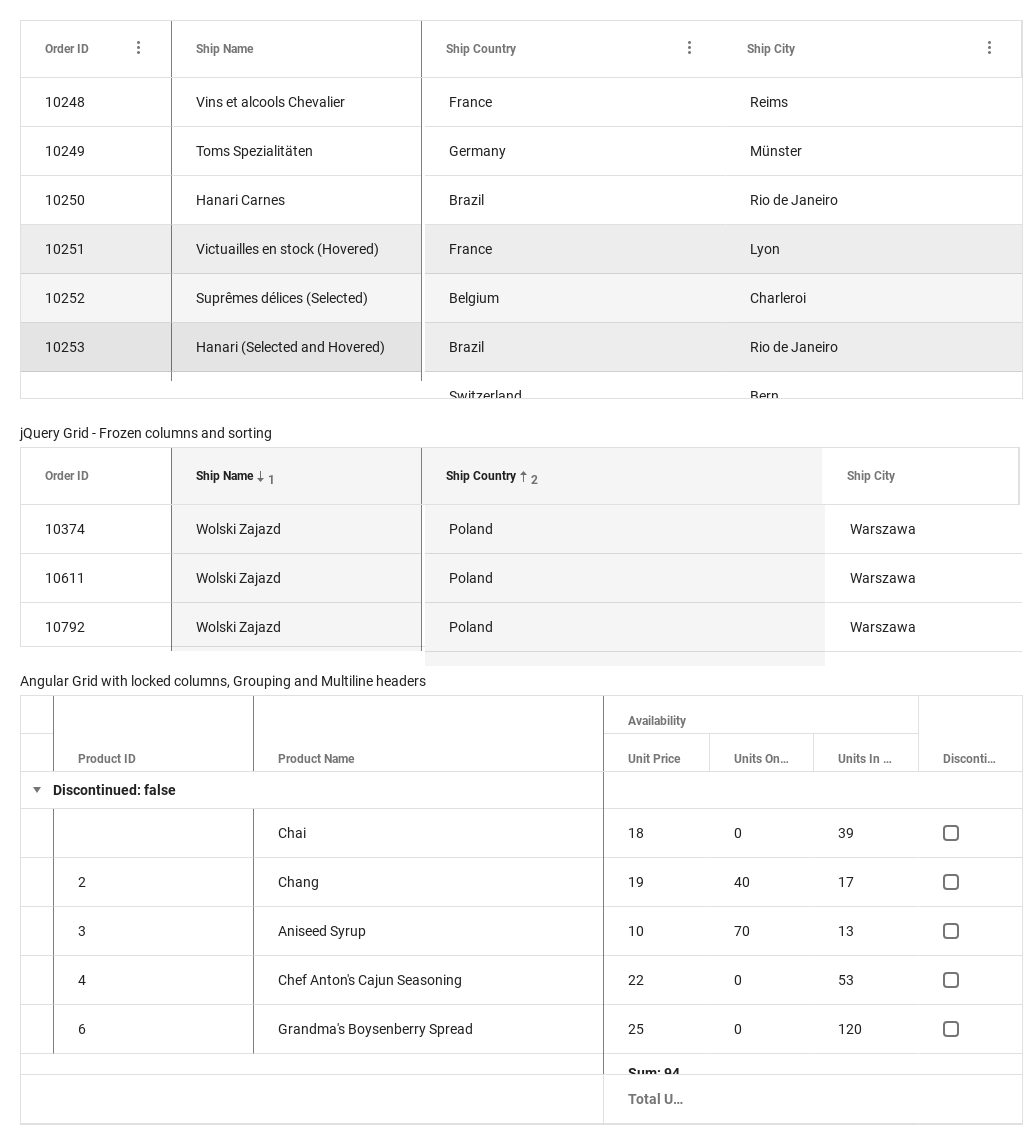 Order ID Ship Name Ship Country Ship City
10248 Vins et alcools Chevalier France Reims
10249 Toms Spezialitäten Germany Münster
10250 Hanari Carnes Brazil Rio de Janeiro
10251 Victuailles en stock (Hovered) France Lyon
10252 Suprêmes délices (Selected) Belgium Charleroi
10253 Hanari (Selected and Hovered) Brazil Rio de Janeiro
Switzerland Bern
jQuery Grid - Frozen columns and sorting
Order ID Ship Name ↓ 1 Ship Country ↑ 2 Ship City
10374 Wolski Zajazd Poland Warszawa
10611 Wolski Zajazd Poland Warszawa
10792 Wolski Zajazd Poland Warszawa
Angular Grid with locked columns, Grouping and Multiline headers
Availability
Product ID Product Name Unit Price Units On... Units In ... Disconti...
Discontinued: false
Chai 18 0 39
2 Chang 19 40 17
3 Aniseed Syrup 10 70 13
4 Chef Anton's Cajun Seasoning 22 0 53
6 Grandma's Boysenberry Spread 25 0 120
Sum: 94
Total U...